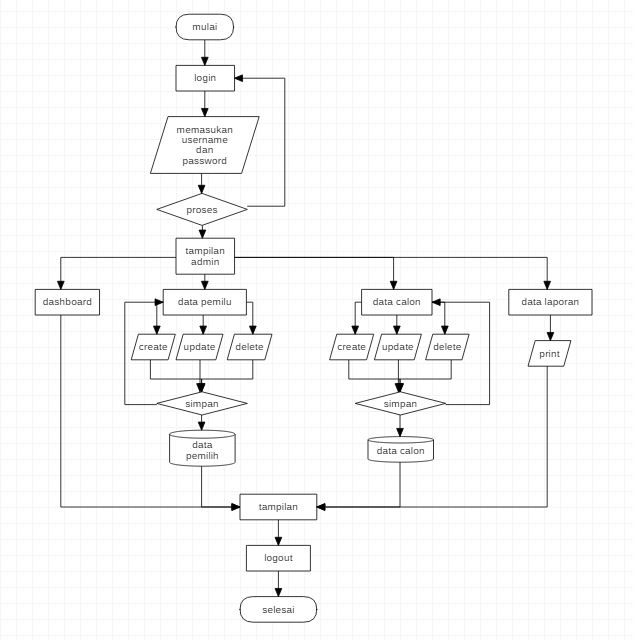 mulai
login
memasukan
username
dan
password
proses
tampilan
admin
dashboard
data pemilu
data calon
data laporan
create
update
delete
create
update
delete
print
simpan
simpan
data
pemilih
data calon
tampilan
logout
selesai